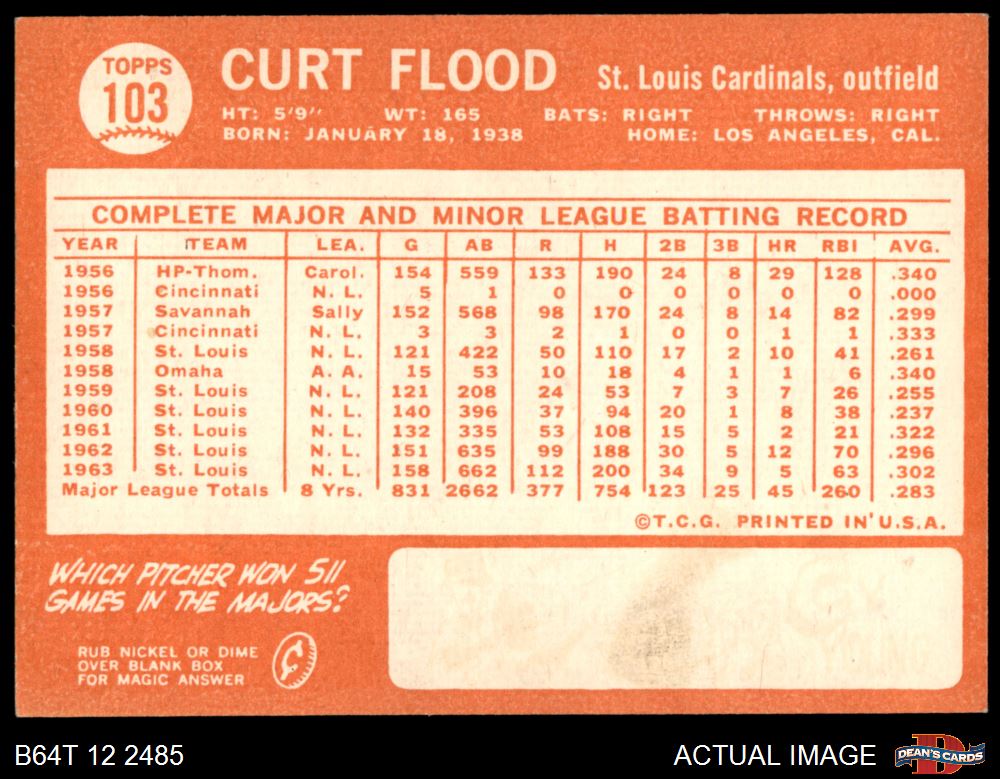 TOPPS
103
CURT FLOOD
St. Louis Cardinals, outfield
HT: 5'9" WT: 165 BATS: RIGHT THROWS: RIGHT
BORN: JANUARY 18, 1938 HOME: LOS ANGELES, CAL.
COMPLETE MAJOR AND MINOR LEAGUE BATTING RECORD
YEAR TEAM LEA. G AB R H 2B 3B HR RBI AVG.
1956 HP-Thom. Carol. 154 559 133 190 24 8 29 128 .340
1956 Cincinnati N. L. 5 1 0 0 0 0 0 0 .000
1957 Savannah Sally 152 568 98 170 24 8 14 82 .299
1957 Cincinnati N. L. 3 3 2 1 0 0 1 1 .333
1958 St. Louis N. L. 121 422 50 110 17 2 10 41 .261
1958 Omaha A. A. 15 53 10 18 4 1 1 6 .340
1959 St. Louis N. L. 121 208 24 53 7 3 7 26 .255
1960 St. Louis N. L. 140 396 37 94 20 1 8 38 .237
1961 St. Louis N. L. 132 335 53 108 15 5 2 21 .322
1962 St. Louis N. L. 151 635 99 188 30 5 12 70 .296
1963 St. Louis N. L. 158 662 112 200 34 9 5 63 .302
Major League Totals 8 Yrs. 831 2662 377 754 123 25 45 260 .283
©T.C.G. PRINTED IN U.S.A.
WHICH PITCHER WON 511
GAMES IN THE MAJORS?
RUB NICKEL OR DIME
OVER BLANK BOX
FOR MAGIC ANSWER
B64T 12 2485
ACTUAL IMAGE
DEAN'S CARDS